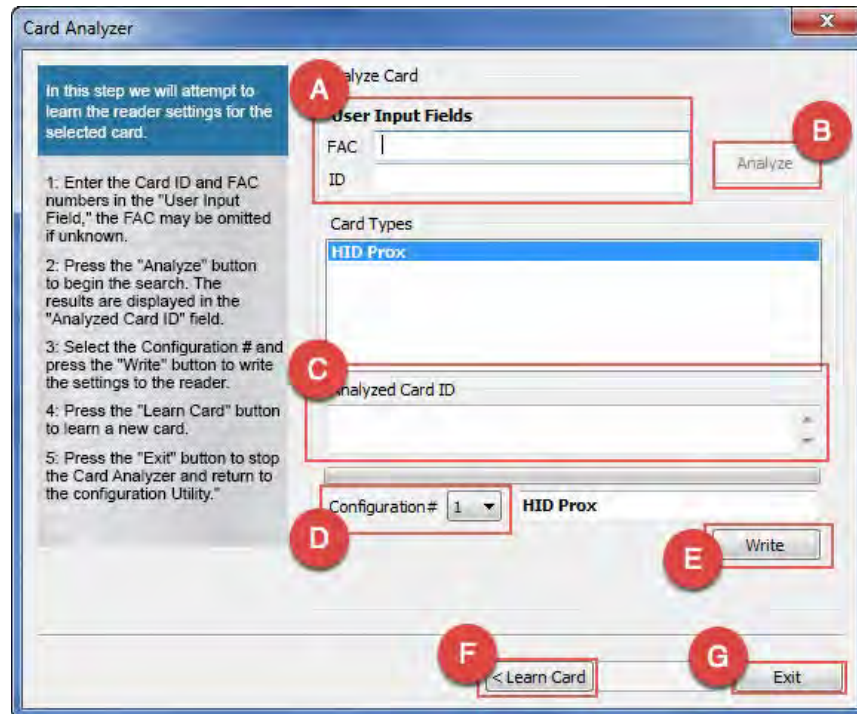 Card Analyzer
In this step we will attempt to
learn the reader settings for the
selected card.
1: Enter the Card ID and FAC
numbers in the "User Input
Field," the FAC may be omitted
if unknown.
2: Press the "Analyze" button
to begin the search. The
results are displayed in the
"Analyzed Card ID" field.
3: Select the Configuration # and
press the "Write" button to write
the settings to the reader.
4: Press the "Learn Card" button
to learn a new card.
5: Press the "Exit" button to stop
the Card Analyzer and return to
the configuration Utility."
A
alyze Card
User Input Fields
FAC
ID
B
Analyze
Card Types
HID Prox
C
Analyzed Card ID
D
Configuration# 1
HID Prox
E
Write
F
< Learn Card
G
Exit